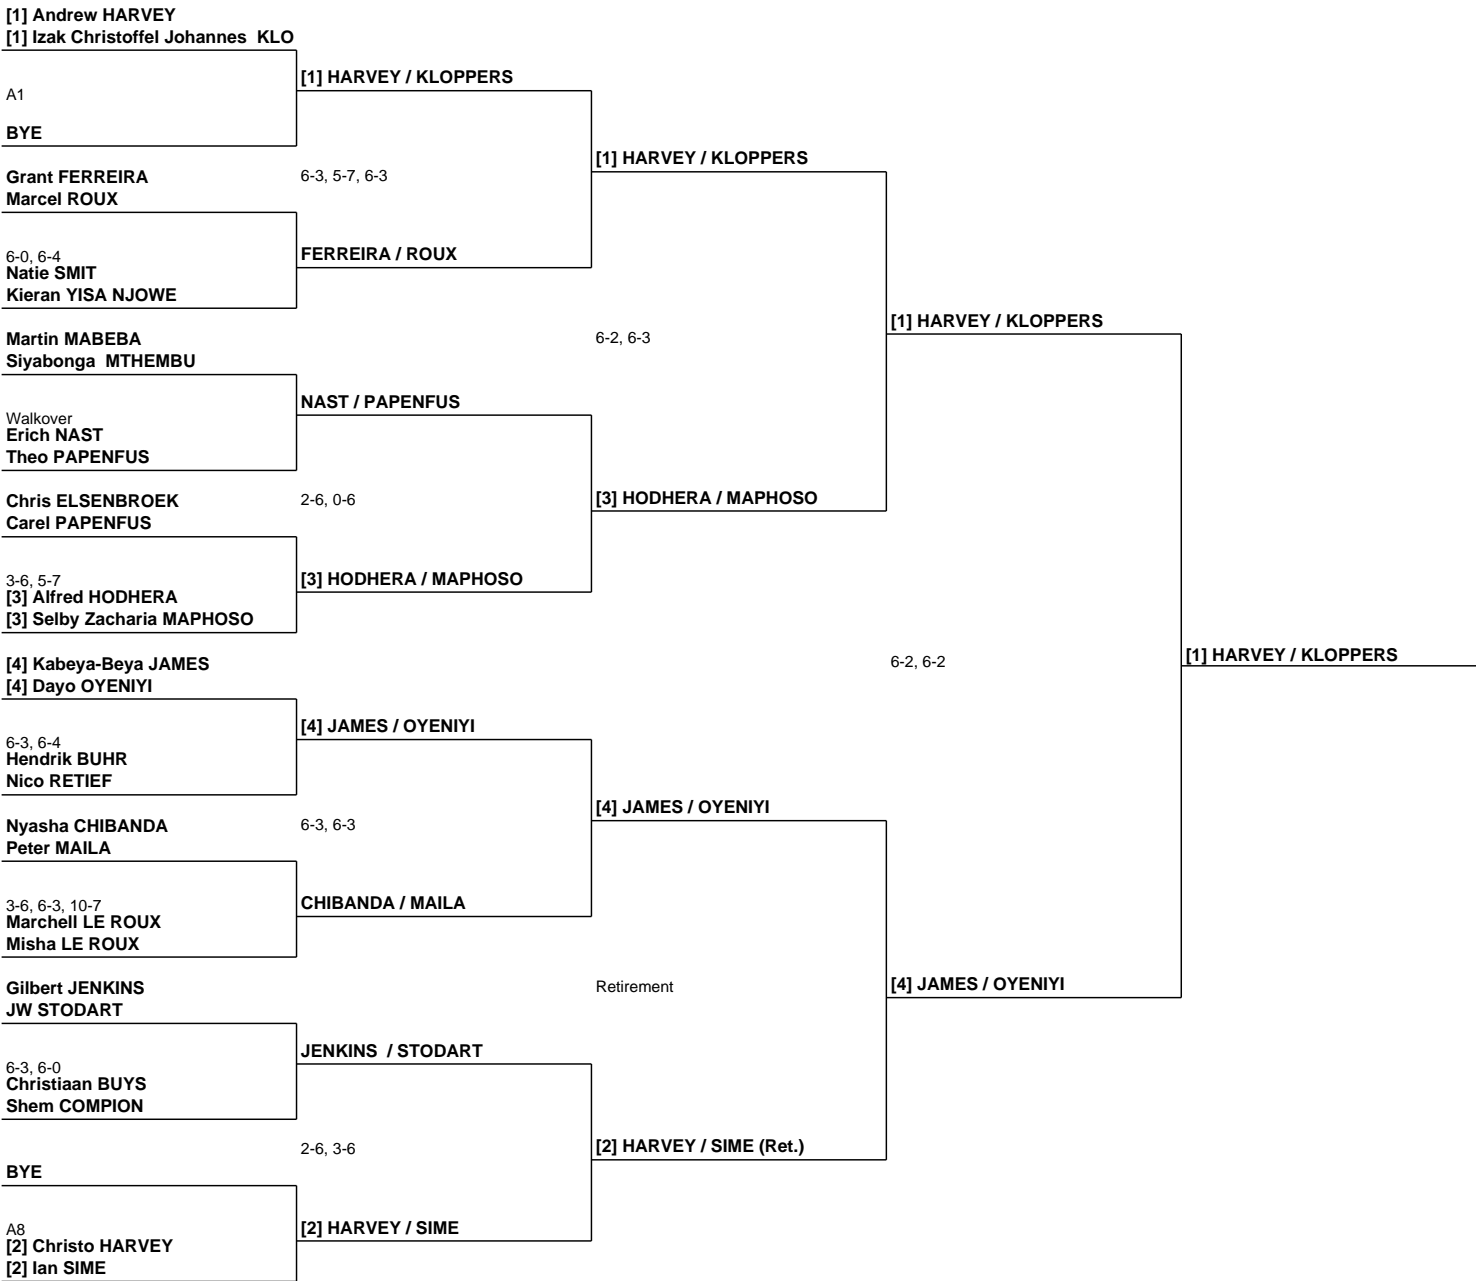 [1] Andrew HARVEY
[1] Izak Christoffel Johannes  KLO
A1
BYE
Grant FERREIRA
Marcel ROUX
6-0, 6-4
Natie SMIT
Kieran YISA NJOWE
Martin MABEBA
Siyabonga  MTHEMBU
Walkover
Erich NAST
Theo PAPENFUS
Chris ELSENBROEK
Carel PAPENFUS
3-6, 5-7
[3] Alfred HODHERA
[3] Selby Zacharia MAPHOSO
[4] Kabeya-Beya JAMES
[4] Dayo OYENIYI
6-3, 6-4
Hendrik BUHR
Nico RETIEF
Nyasha CHIBANDA
Peter MAILA
3-6, 6-3, 10-7
Marchell LE ROUX
Misha LE ROUX
Gilbert JENKINS
JW STODART
6-3, 6-0
Christiaan BUYS
Shem COMPION
BYE
A8
[2] Christo HARVEY
[2] Ian SIME
[1] HARVEY / KLOPPERS
6-3, 5-7, 6-3
FERREIRA / ROUX
NAST / PAPENFUS
2-6, 0-6
[3] HODHERA / MAPHOSO
[4] JAMES / OYENIYI
6-3, 6-3
CHIBANDA / MAILA
JENKINS  / STODART
2-6, 3-6
[2] HARVEY / SIME
[1] HARVEY / KLOPPERS
6-2, 6-3
[3] HODHERA / MAPHOSO
[4] JAMES / OYENIYI
Retirement
[2] HARVEY / SIME (Ret.)
[1] HARVEY / KLOPPERS
6-2, 6-2
[4] JAMES / OYENIYI
[1] HARVEY / KLOPPERS